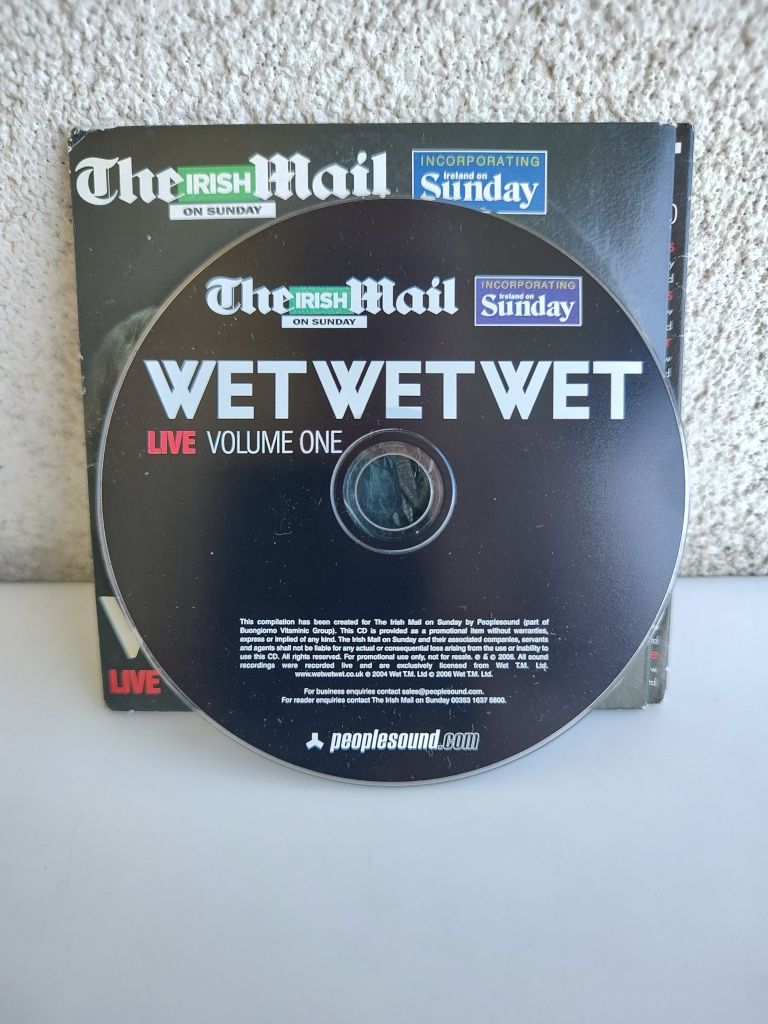 The IRISH Mail
ON SUNDAY
INCORPORATING
Ireland on
Sunday
The IRISH Mail
ON SUNDAY
INCORPORATING
Ireland on
Sunday
WET WET WET
LIVE VOLUME ONE
This compilation has been created for The Irish Mail on Sunday by Peoplesound (part of
Buongiorno Vitaminic Group). This CD is provided as a promotional item without warranties,
express or implied of any kind. The Irish Mail on Sunday and their associated companies, servants
and agents shall not be liable for any actual or consequential loss arising from the use or inability to
use this CD. All rights reserved. For promotional use only, not for resale. ℗ & © 2006. All sound
recordings were recorded live and are exclusively licensed from Wet T.M. Ltd,
www.wetwetwet.co.uk ℗ 2004 Wet T.M. Ltd © 2006 Wet T.M. Ltd.
For business enquiries contact sales@peoplesound.com.
For reader enquiries contact The Irish Mail on Sunday 00353 1637 5800.
peoplesound.com
LIVE